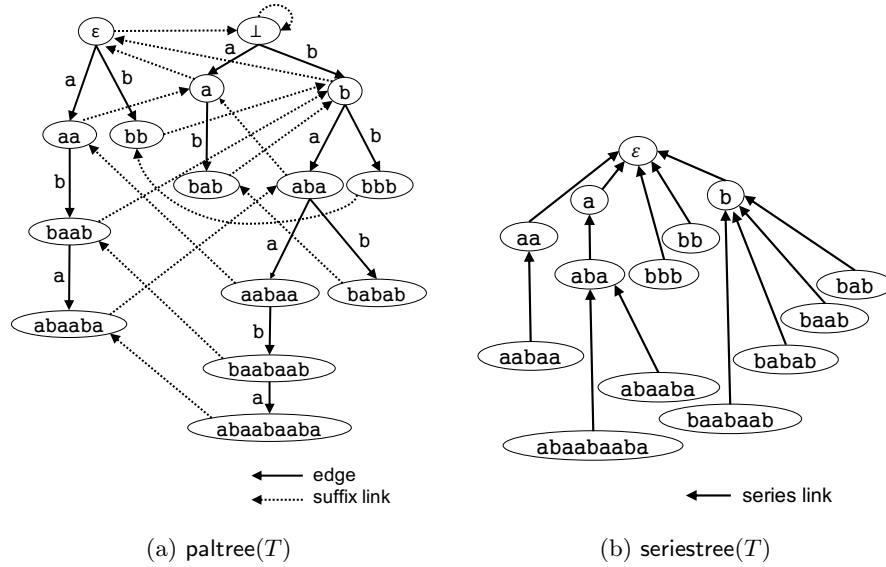 ε
⊥
a
b
a
b
a
b
aa
bb
a
b
b
b
a
b
bab
aba
bbb
baab
a
a
b
abaaba
aabaa
babab
b
baabaab
a
abaabaaba
edge
suffix link
(a) paltree(T)
ε
a
b
aa
bb
aba
bbb
bab
baab
aabaa
babab
abaaba
baabaab
abaabaaba
series link
(b) seriestree(T)